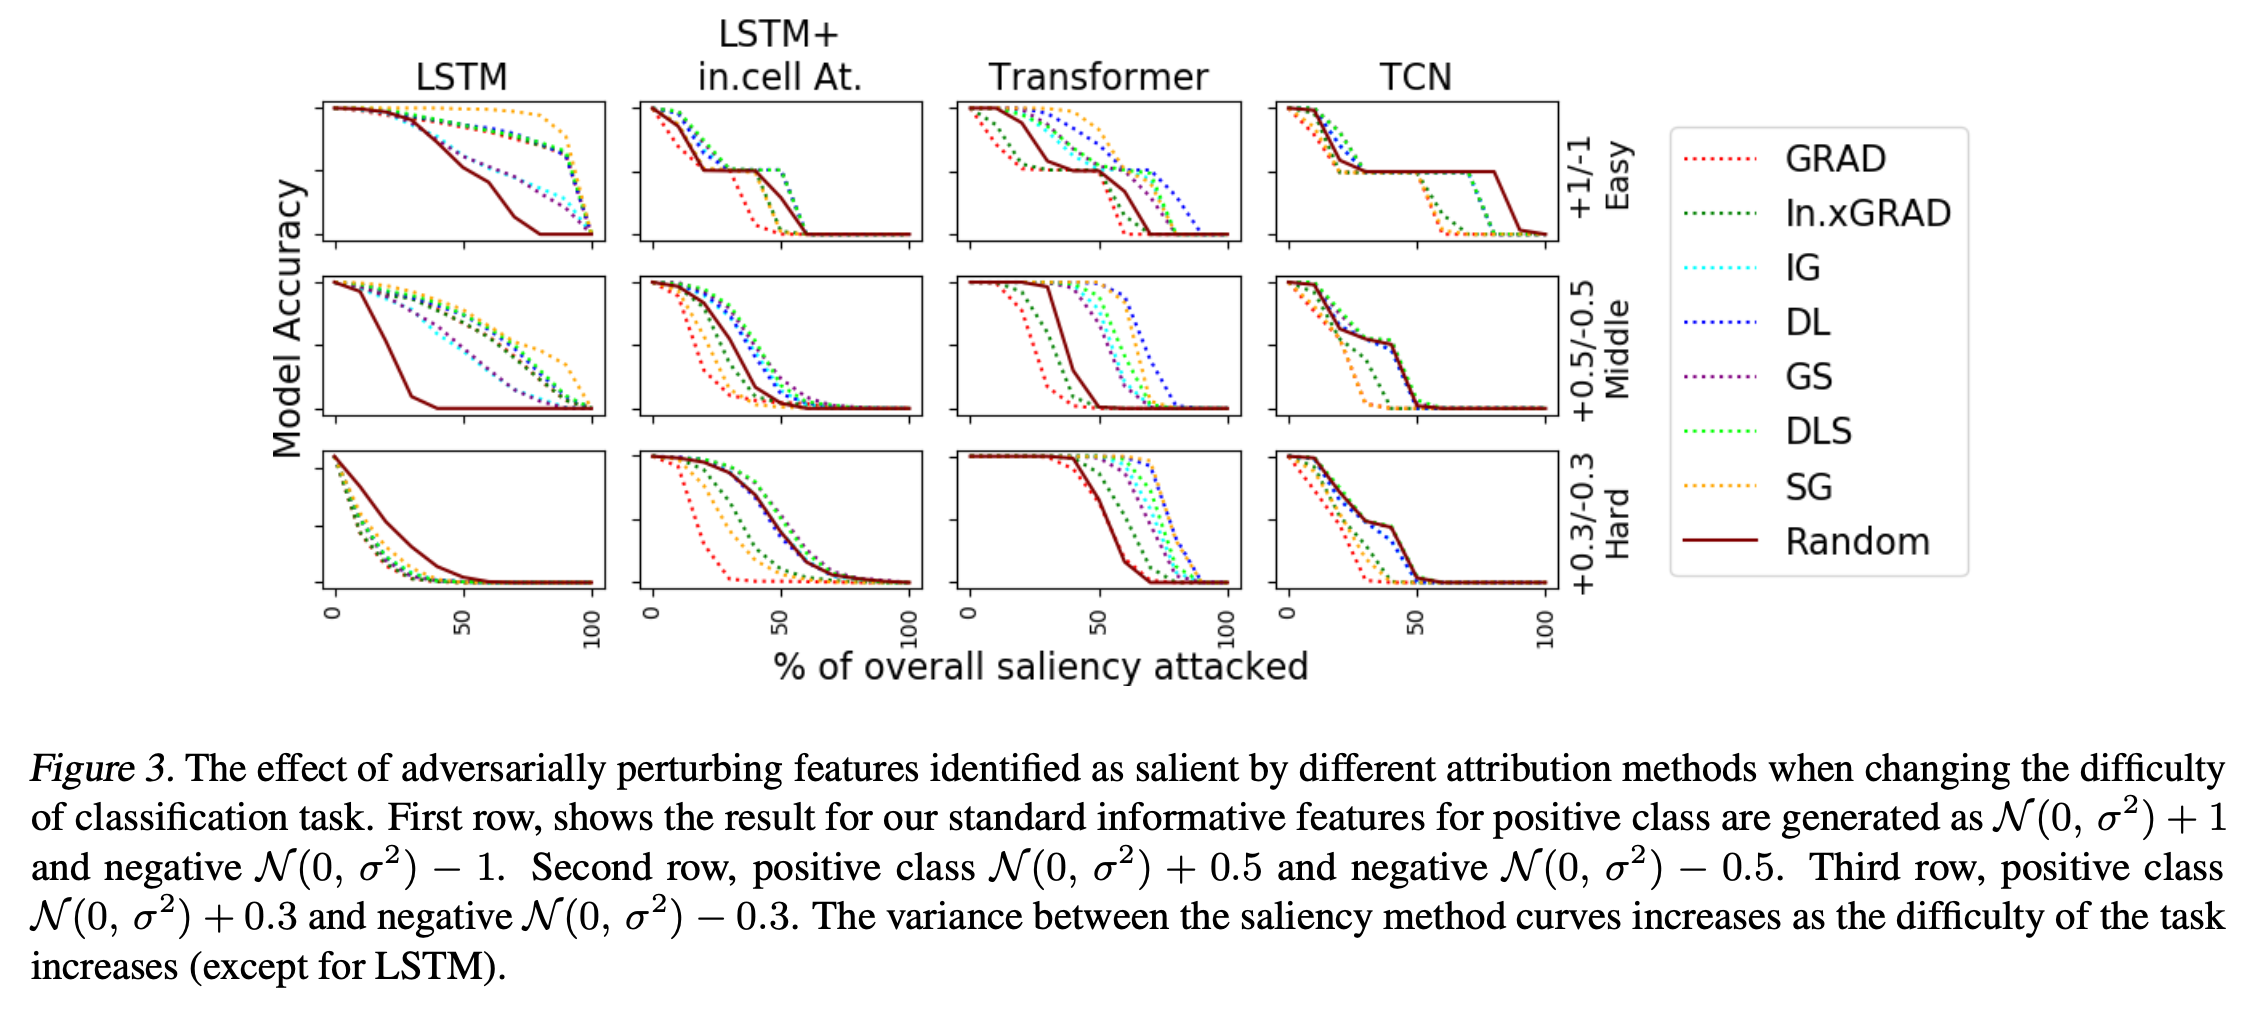 LSTM
LSTM+
in.cell At.
Transformer
TCN
Model Accuracy
+1/-1
Easy
+0.5/-0.5
Middle
+0.3/-0.3
Hard
0
50
100
0
50
100
0
50
100
0
50
100
% of overall saliency attacked
GRAD
In.xGRAD
IG
DL
GS
DLS
SG
Random
Figure 3. The effect of adversarially perturbing features identified as salient by different attribution methods when changing the difficulty
of classification task. First row, shows the result for our standard informative features for positive class are generated as 𝒩(0, σ²) + 1
and negative 𝒩(0, σ²) − 1. Second row, positive class 𝒩(0, σ²) + 0.5 and negative 𝒩(0, σ²) − 0.5. Third row, positive class
𝒩(0, σ²) + 0.3 and negative 𝒩(0, σ²) − 0.3. The variance between the saliency method curves increases as the difficulty of the task
increases (except for LSTM).